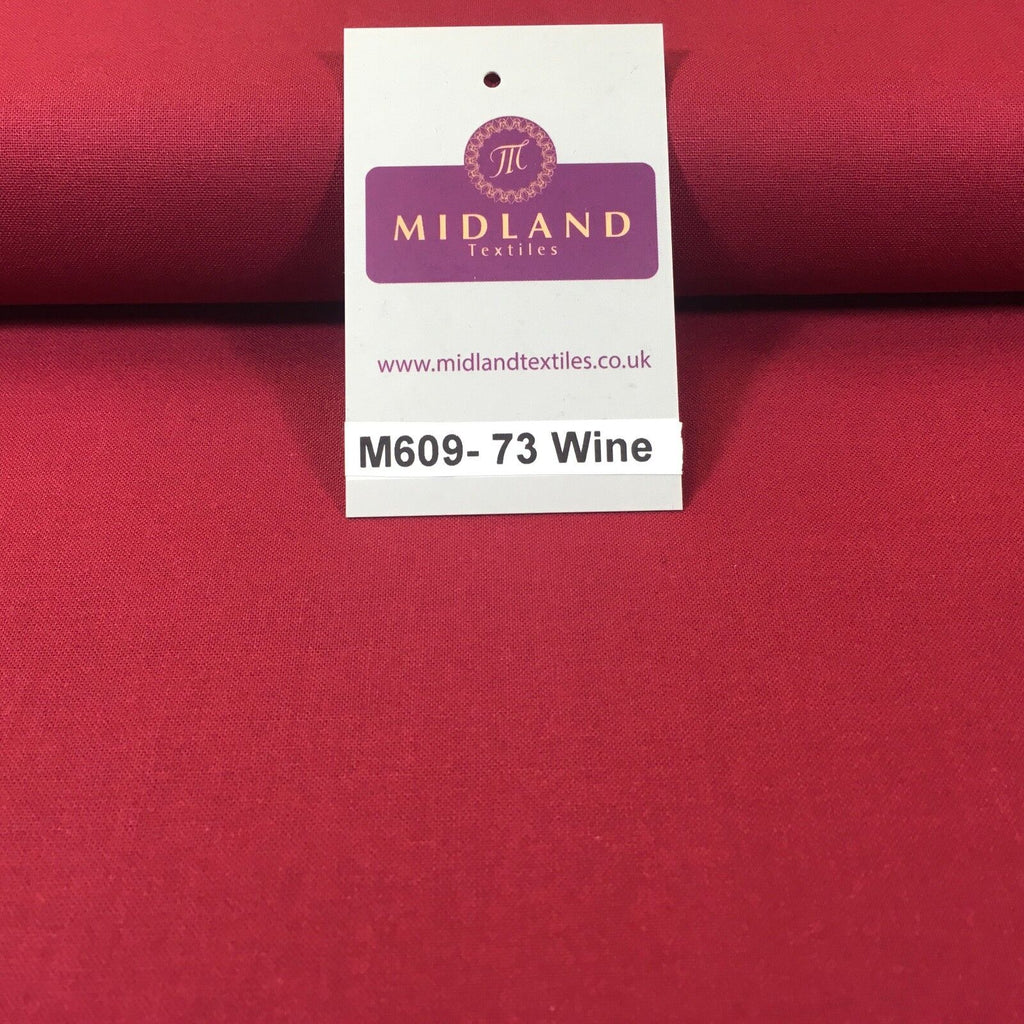 M
MIDLAND
Textiles
www.midlandtextiles.co.uk
M609- 73 Wine